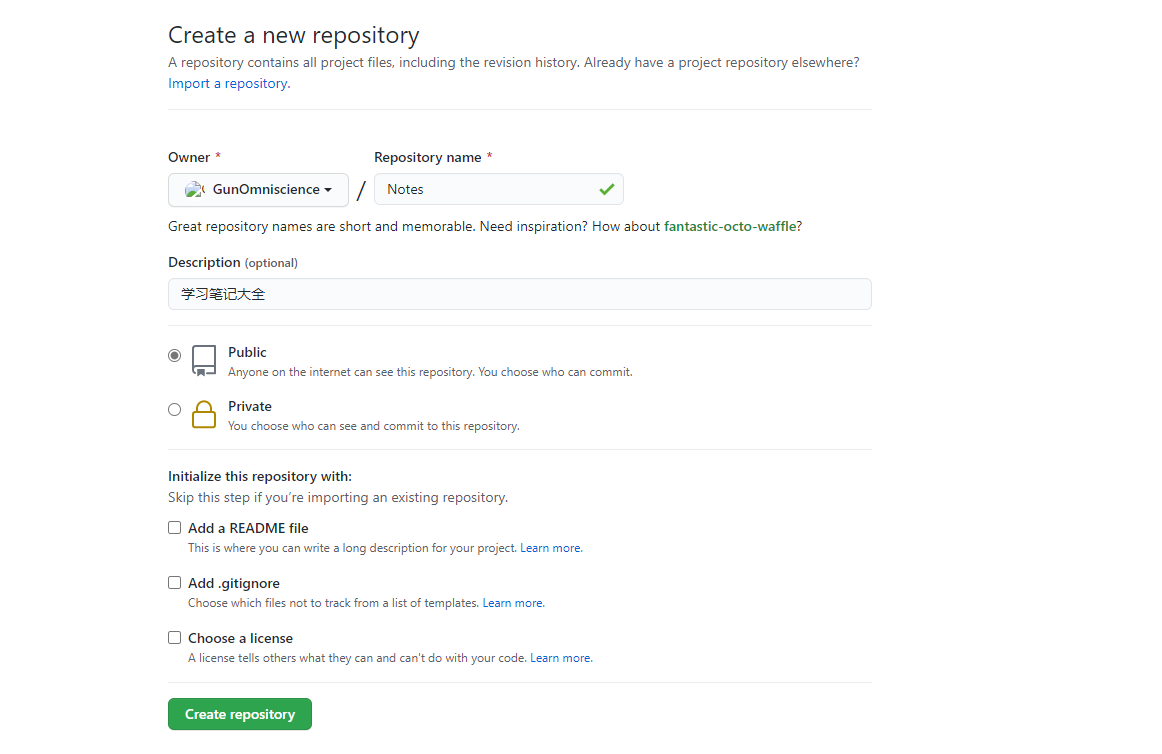 Create a new repository
A repository contains all project files, including the revision history. Already have a project repository elsewhere?
Import a repository.
Owner * Repository name *
GunOmniscience / Notes
Great repository names are short and memorable. Need inspiration? How about fantastic-octo-waffle?
Description (optional)
学习笔记大全
Public
Anyone on the internet can see this repository. You choose who can commit.
Private
You choose who can see and commit to this repository.
Initialize this repository with:
Skip this step if you’re importing an existing repository.
Add a README file
This is where you can write a long description for your project. Learn more.
Add .gitignore
Choose which files not to track from a list of templates. Learn more.
Choose a license
A license tells others what they can and can't do with your code. Learn more.
Create repository